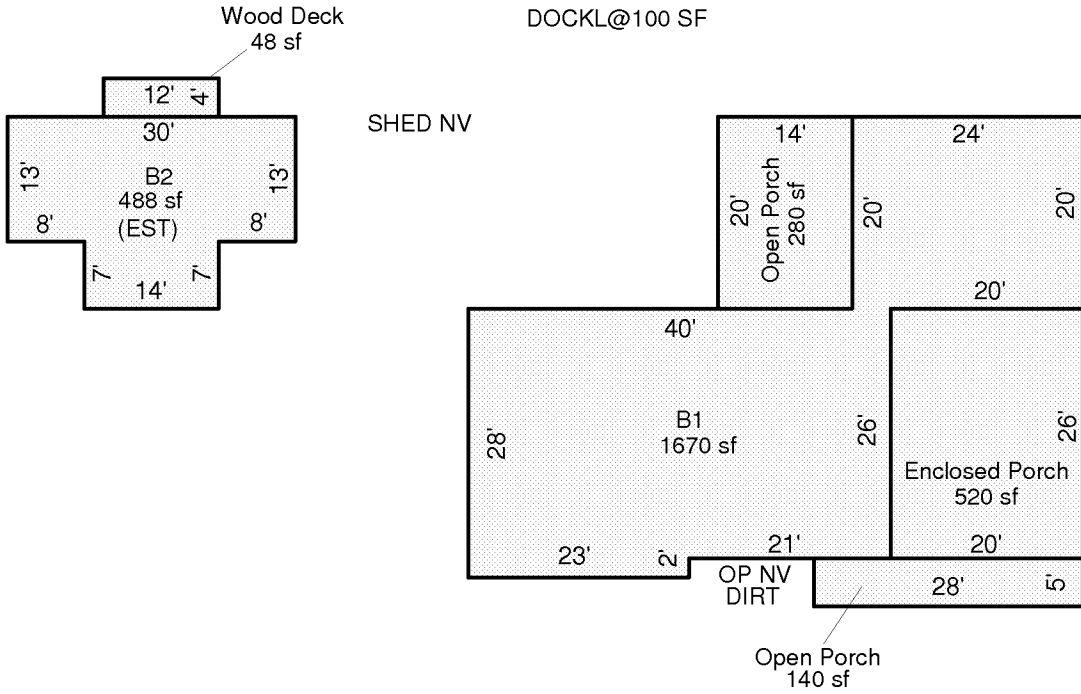 Wood Deck
48 sf
DOCKL@100 SF
12'
4'
30'
13'
13'
B2
488 sf
(EST)
8'
8'
7'
7'
14'
SHED NV
14'
24'
20'
Open Porch
280 sf
20'
20'
20'
40'
28'
B1
1670 sf
26'
26'
Enclosed Porch
520 sf
23'
2'
21'
20'
OP NV
DIRT
28'
5'
Open Porch
140 sf